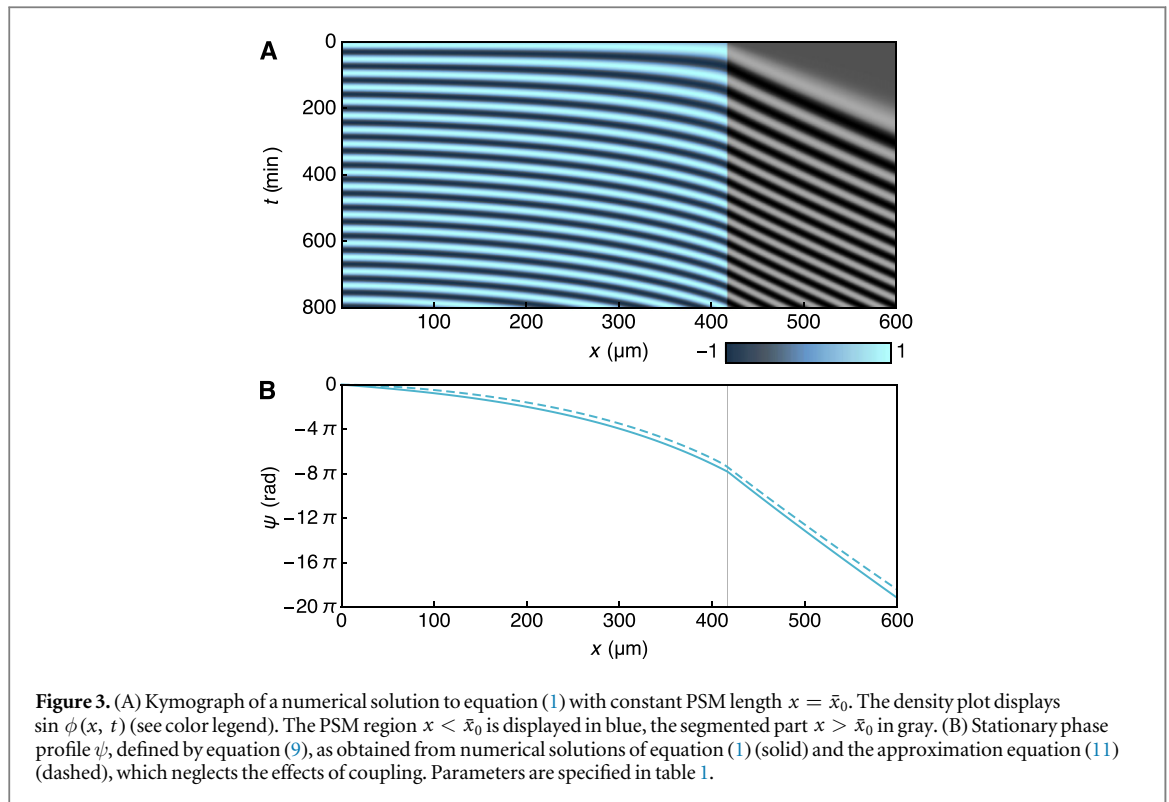 A
0
200
400
600
800
t (min)
100 200 300 400 500 600
x (µm)
−1 1
B
0
−4 π
−8 π
−12 π
−16 π
−20 π
ψ (rad)
0 100 200 300 400 500 600
x (µm)
Figure 3. (A) Kymograph of a numerical solution to equation (1) with constant PSM length x = x̄₀. The density plot displays
sin ϕ(x, t) (see color legend). The PSM region x < x̄₀ is displayed in blue, the segmented part x > x̄₀ in gray. (B) Stationary phase
profile ψ, defined by equation (9), as obtained from numerical solutions of equation (1) (solid) and the approximation equation (11)
(dashed), which neglects the effects of coupling. Parameters are specified in table 1.